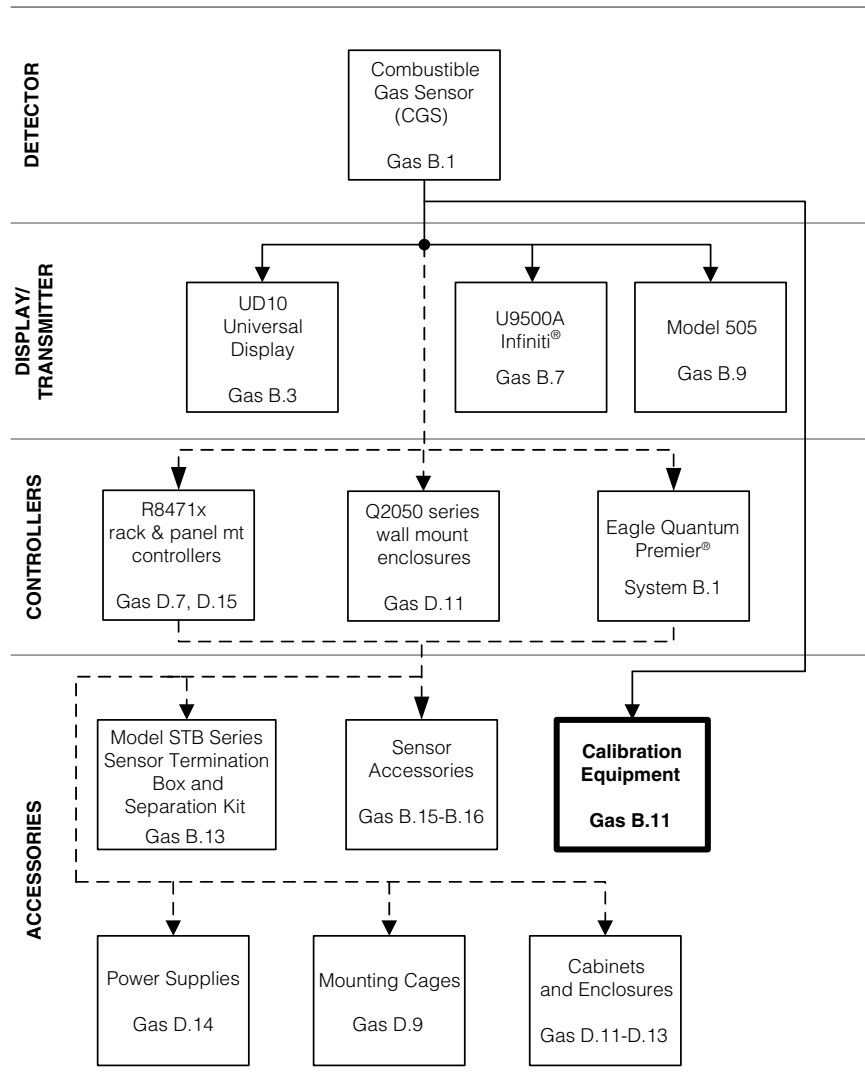 DETECTOR
Combustible
Gas Sensor
(CGS)
Gas B.1
DISPLAY/
TRANSMITTER
UD10
Universal
Display
Gas B.3
U9500A
Infiniti®
Gas B.7
Model 505
Gas B.9
CONTROLLERS
R8471x
rack & panel mt
controllers
Gas D.7, D.15
Q2050 series
wall mount
enclosures
Gas D.11
Eagle Quantum
Premier®
System B.1
ACCESSORIES
Model STB Series
Sensor Termination
Box and
Separation Kit
Gas B.13
Sensor
Accessories
Gas B.15-B.16
Calibration
Equipment
Gas B.11
Power Supplies
Gas D.14
Mounting Cages
Gas D.9
Cabinets
and Enclosures
Gas D.11-D.13